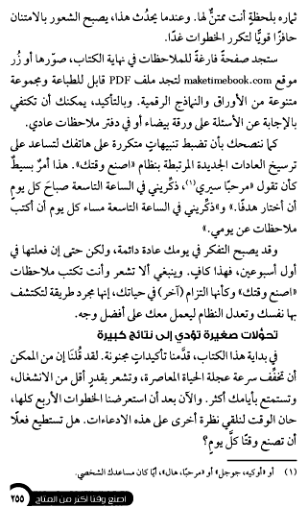 ثماره بلحظةٍ أنت ممتنٌّ لها. وعندما يحدُث هذا، يصبح الشعور بالامتنان
حافزًا قويًّا لتكرر الخطوات غدًا.
ستجد صفحةً فارغةً للملاحظات في نهاية الكتاب، صورّها أو زُر
موقع maketimebook.com لتجد ملف PDF قابل للطباعة ومجموعة
متنوعة من الأوراق والنماذج الرقمية. وبالتأكيد، يمكنك أن تكتفي
بالإجابة عن الأسئلة على ورقة بيضاء أو في دفتر ملاحظات عادي.
كما ننصحك بأن تضبط تنبيهاتٍ متكررة على هاتفك لتساعد على
ترسيخ العادات الجديدة المرتبطة بنظام «اصنع وقتك». هذا أمرٌ بسيطٌ
كأن تقول «مرحبًا سيري(١)، ذكِّريني في الساعة التاسعة صباحَ كل يومٍ
أن أختار هدفًا.» و«ذكِّريني في الساعة التاسعة مساء كل يوم أن أكتب
ملاحظات عن يومي.»
وقد يصبح التفكر في يومك عادة دائمة، ولكن حتى إن فعلتها في
أول أسبوعين، فهذا كافٍ. وينبغي ألا تشعر وأنت تكتب ملاحظات
«اصنع وقتك» وكأنها التزام (آخر) في حياتك، إنها مجرد طريقة لتكتشف
بها نفسك وتعدل النظام ليعمل معك على أفضل وجه.
تحوّلات صغيرة تؤدي إلى نتائج كبيرة
في بداية هذا الكتاب، قدَّمنا تأكيداتٍ مجنونة. لقد قُلنا إن من الممكن
أن تخفِّف سرعة عجلة الحياة المعاصرة، وتشعر بقدرٍ أقل من الانشغال،
وتستمتع بأيامك أكثر. والآن بعد أن استعرضنا الخطوات الأربع كلها،
حان الوقت لنلقي نظرة أخرى على هذه الادعاءات. هل تستطيع فعلًا
أن تصنع وقتًا كلَّ يوم؟
(١) أو «أوكيه، جوجل» أو «مرحبًا، هال»، أيًّا كان مساعدك الشخصي.
اصنع وقتًا أكثر من المتاح ٢٥٥